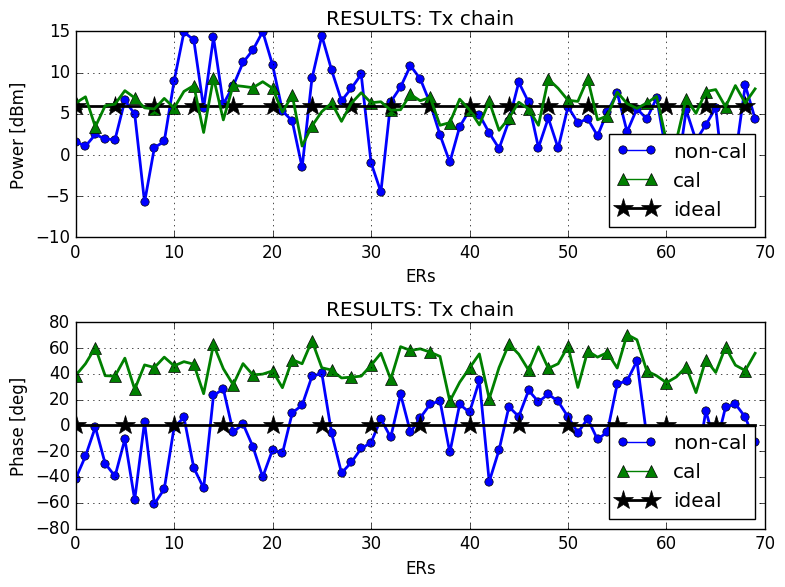 RESULTS: Tx chain
15
10
5
0
−5
−10
Power [dBm]
non-cal
cal
ideal
0 10 20 30 40 50 60 70
ERs
RESULTS: Tx chain
80
60
40
20
0
−20
−40
−60
−80
Phase [deg]
non-cal
cal
ideal
0 10 20 30 40 50 60 70
ERs